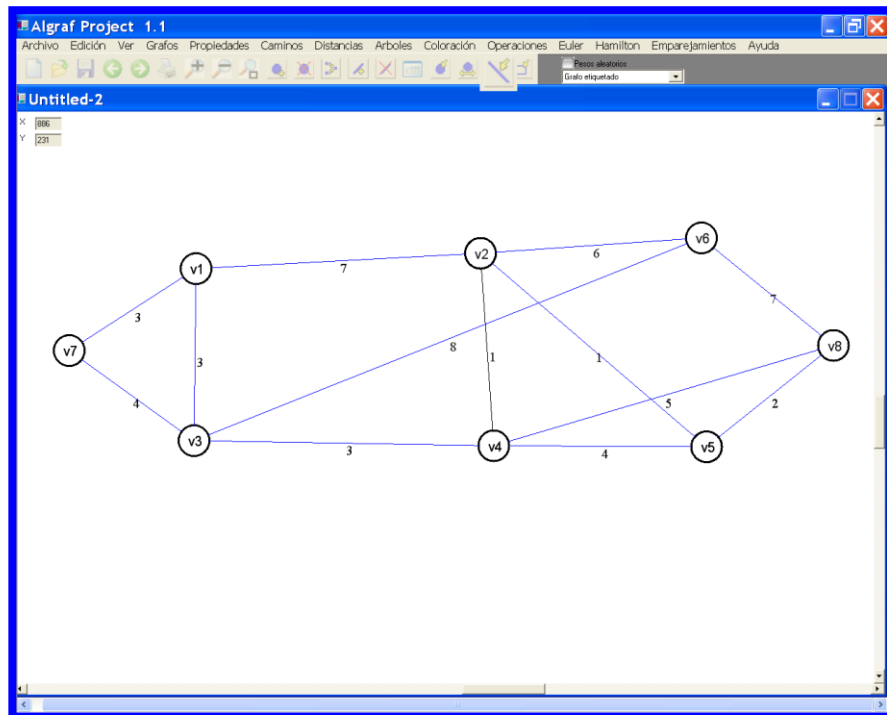 Algraf Project 1.1
Archivo Edición Ver Grafos Propiedades Caminos Distancias Arboles Coloración Operaciones Euler Hamilton Emparejamientos Ayuda
Pesos aleatorios
Grafo etiquetado
Untitled-2
X 886
Y 231
v6
v2
6
v1
7
7
3
v8
8
v7
3
1
1
4
5
2
v3
v4
v5
3
4